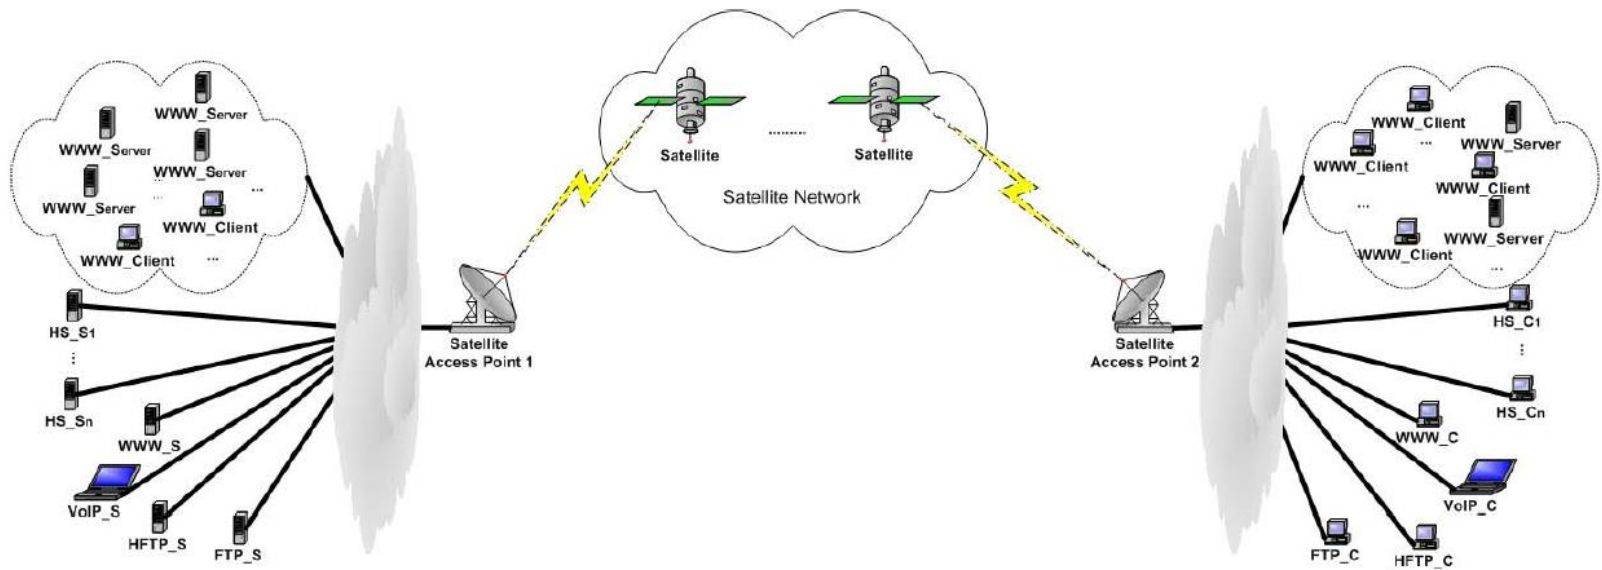 WWW_Server
WWW_Server
WWW_Server
WWW_Server
...
...
WWW_Client
WWW_Client
...
HS_S1
...
HS_Sn
WWW_S
VoIP_S
HFTP_S
FTP_S
Satellite
Access Point 1
Satellite
.........
Satellite
Satellite Network
Satellite
Access Point 2
WWW_Client
...
WWW_Server
WWW_Client
WWW_Client
...
WWW_Server
WWW_Client
...
HS_C1
...
HS_Cn
WWW_C
VoIP_C
FTP_C
HFTP_C